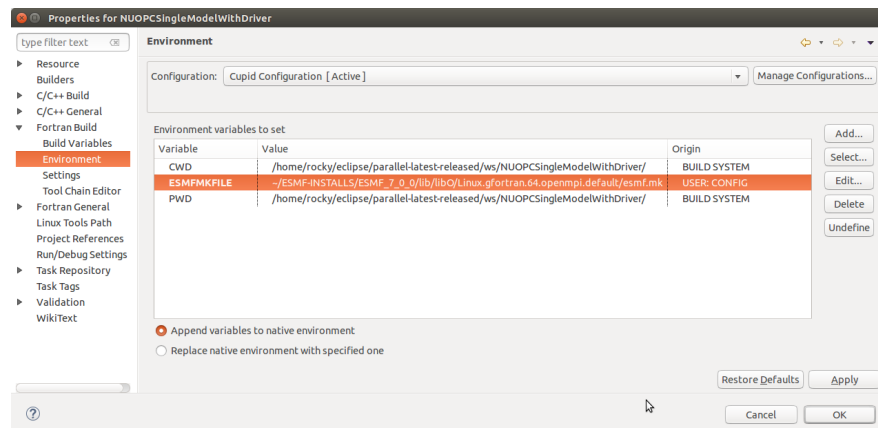 Properties for NUOPCSingleModelWithDriver
type filter text
Environment
Resource
Builders
C/C++ Build
C/C++ General
Fortran Build
Build Variables
Environment
Settings
Tool Chain Editor
Fortran General
Linux Tools Path
Project References
Run/Debug Settings
Task Repository
Task Tags
Validation
WikiText
Configuration: Cupid Configuration [ Active ] Manage Configurations...
Environment variables to set
Variable Value Origin
CWD /home/rocky/eclipse/parallel-latest-released/ws/NUOPCSingleModelWithDriver/ BUILD SYSTEM
ESMFMKFILE ~/ESMF-INSTALLS/ESMF_7_0_0/lib/libO/Linux.gfortran.64.openmpi.default/esmf.mk USER: CONFIG
PWD /home/rocky/eclipse/parallel-latest-released/ws/NUOPCSingleModelWithDriver/ BUILD SYSTEM
Add...
Select...
Edit...
Delete
Undefine
Append variables to native environment
Replace native environment with specified one
Restore Defaults Apply
? Cancel OK